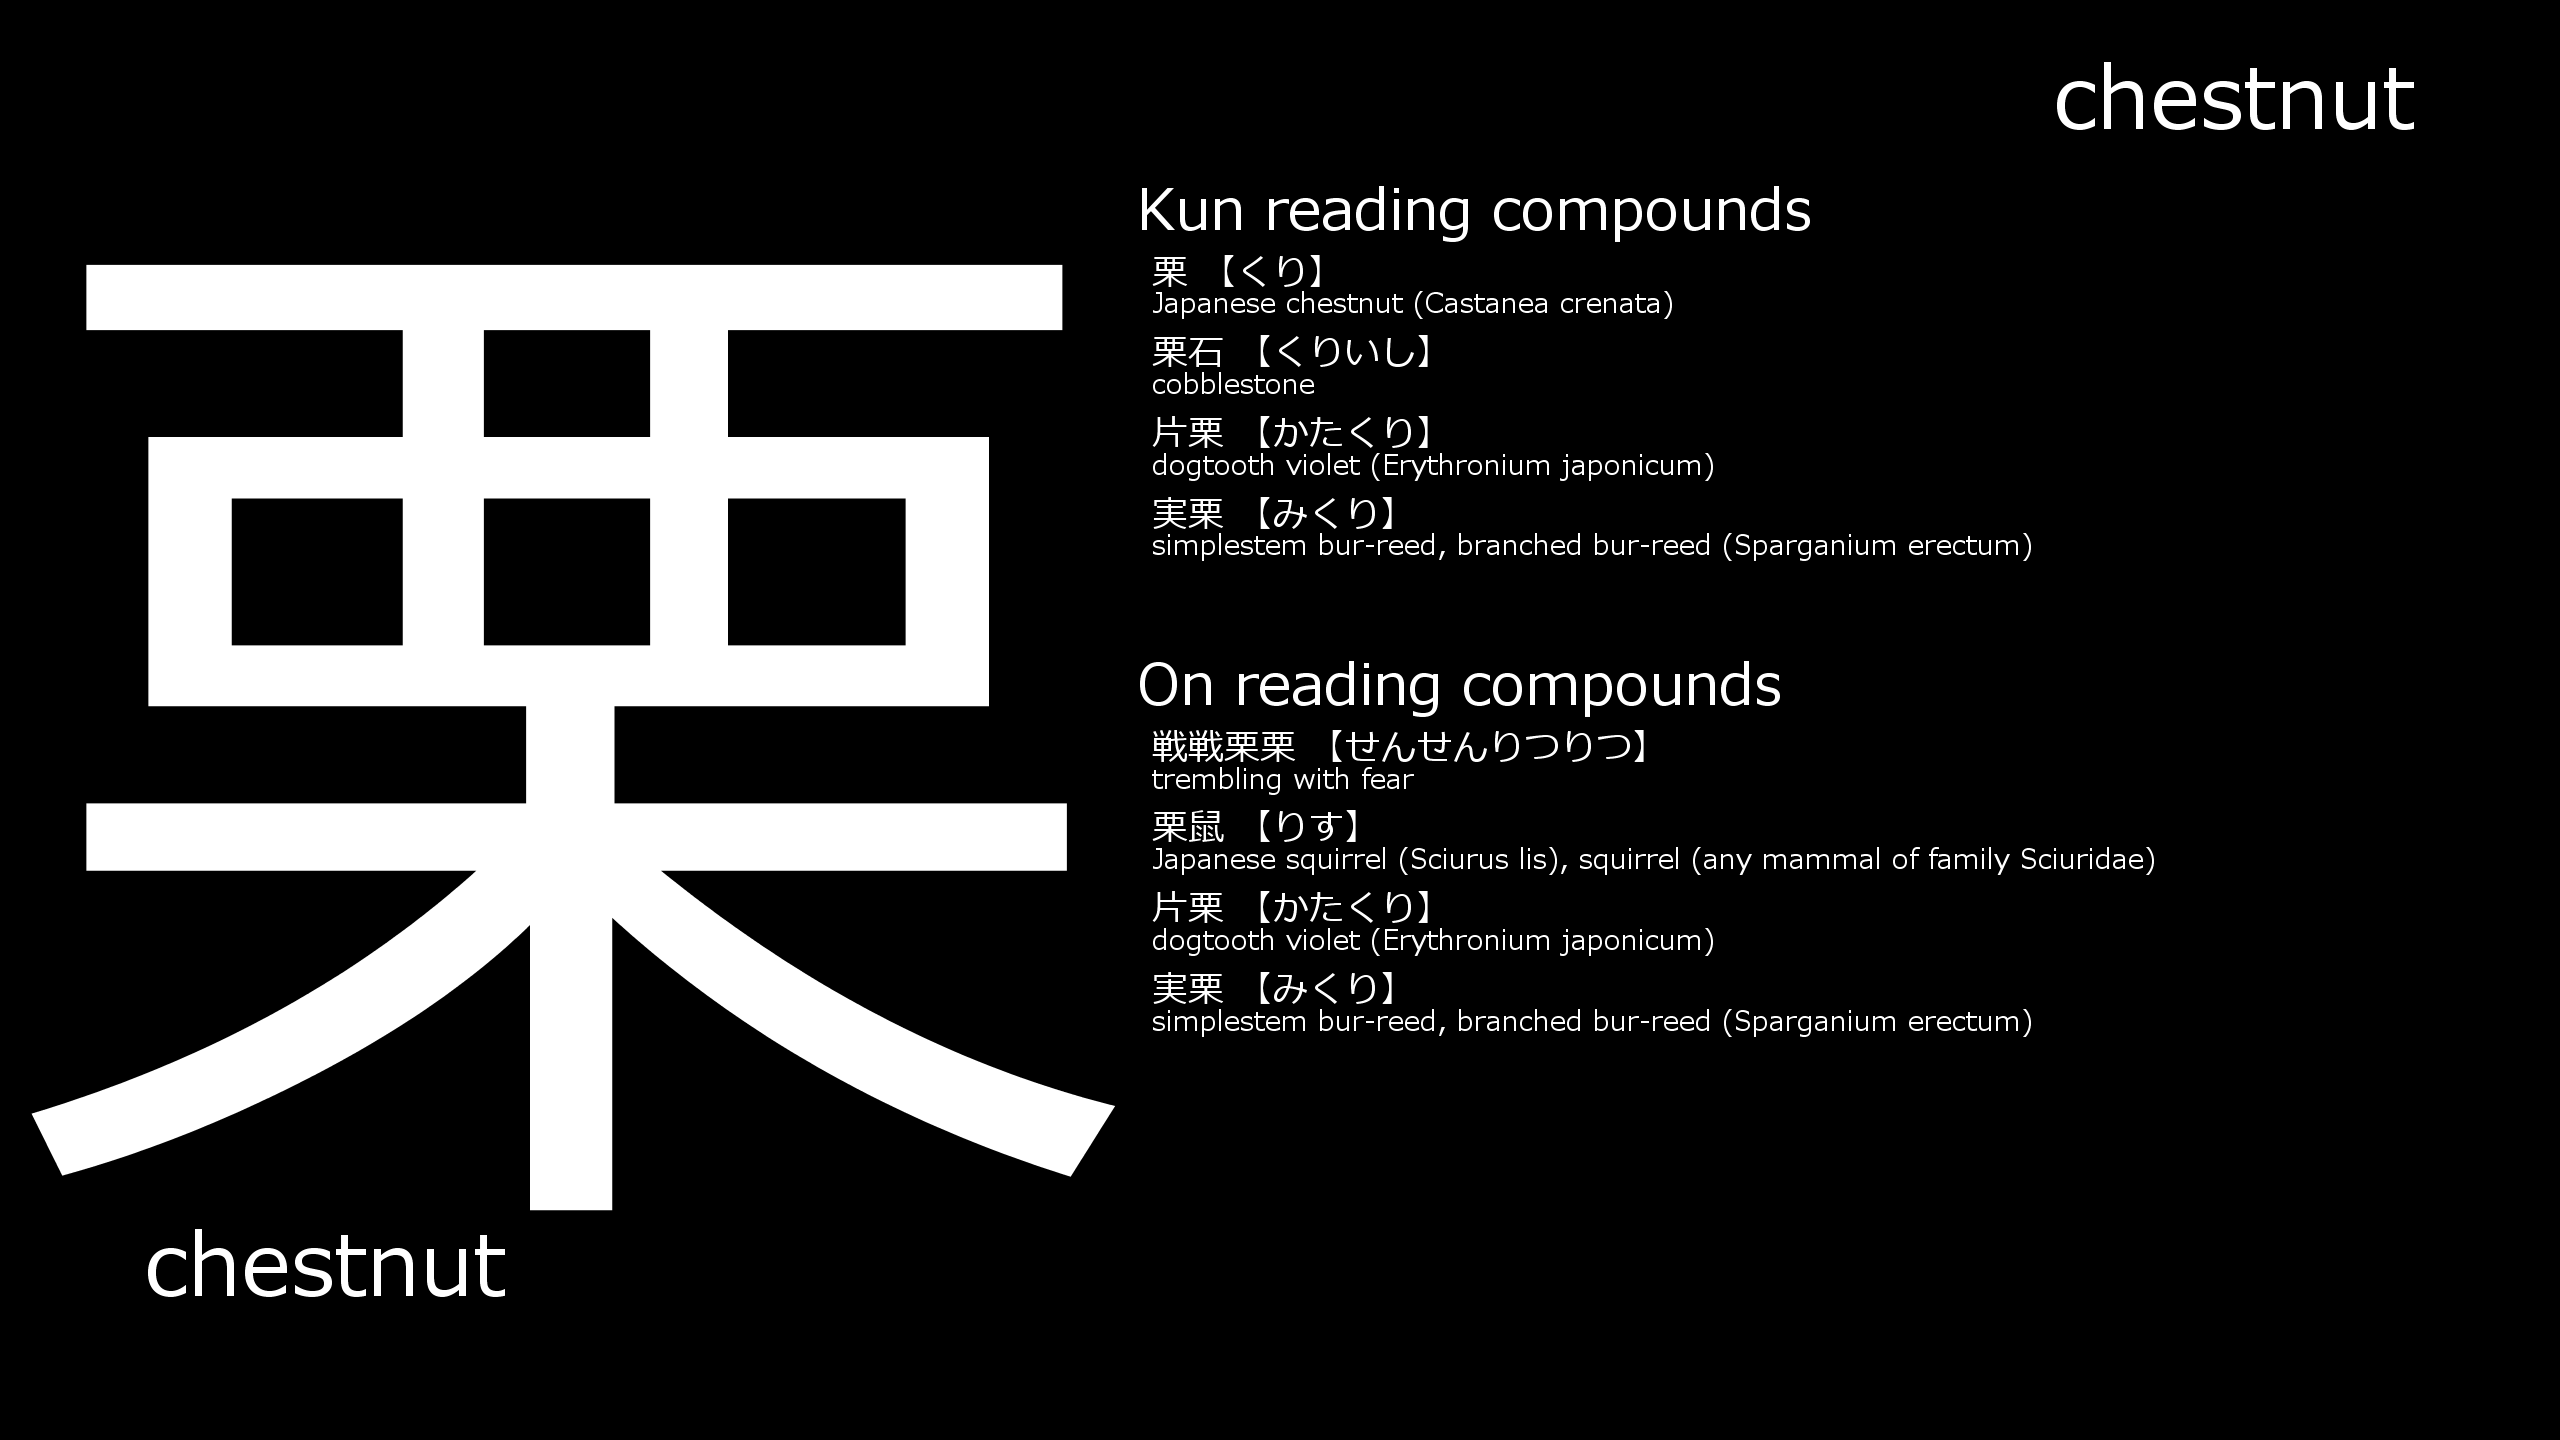 chestnut
栗
chestnut
Kun reading compounds
栗 【くり】
Japanese chestnut (Castanea crenata)
栗石 【くりいし】
cobblestone
片栗 【かたくり】
dogtooth violet (Erythronium japonicum)
実栗 【みくり】
simplestem bur-reed, branched bur-reed (Sparganium erectum)
On reading compounds
戦戦栗栗 【せんせんりつりつ】
trembling with fear
栗鼠 【りす】
Japanese squirrel (Sciurus lis), squirrel (any mammal of family Sciuridae)
片栗 【かたくり】
dogtooth violet (Erythronium japonicum)
実栗 【みくり】
simplestem bur-reed, branched bur-reed (Sparganium erectum)